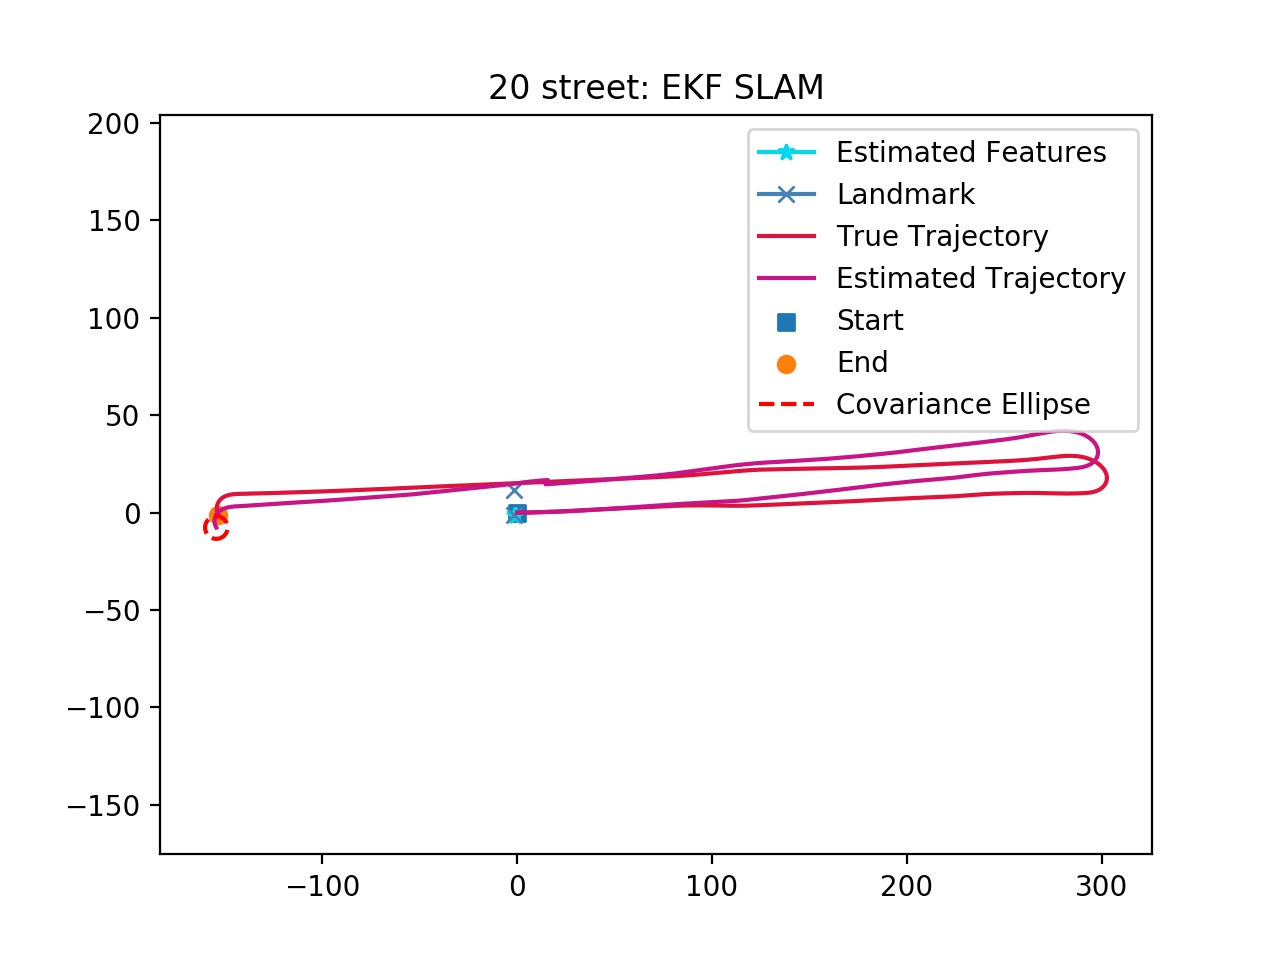 20 street: EKF SLAM
200
150
100
50
0
−50
−100
−150
Estimated Features
Landmark
True Trajectory
Estimated Trajectory
Start
End
Covariance Ellipse
−100 0 100 200 300